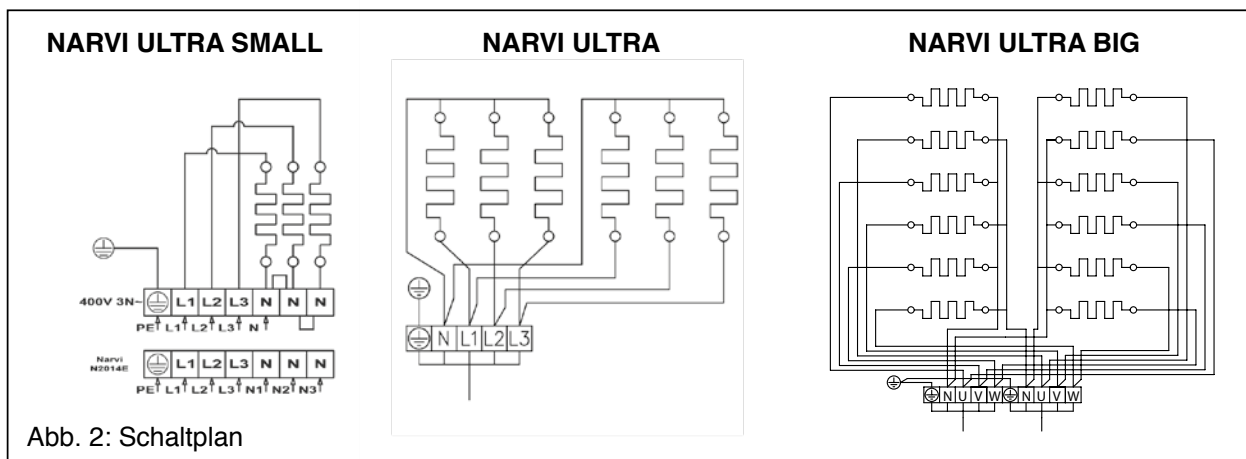 NARVI ULTRA SMALL
400V 3N~ L1 L2 L3 N N N
PE L1 L2 L3 N
Narvi
N2014E
L1 L2 L3 N N N
PE L1 L2 L3 N1 N2 N3
NARVI ULTRA
N L1 L2 L3
NARVI ULTRA BIG
N U V W N U V W
Abb. 2: Schaltplan